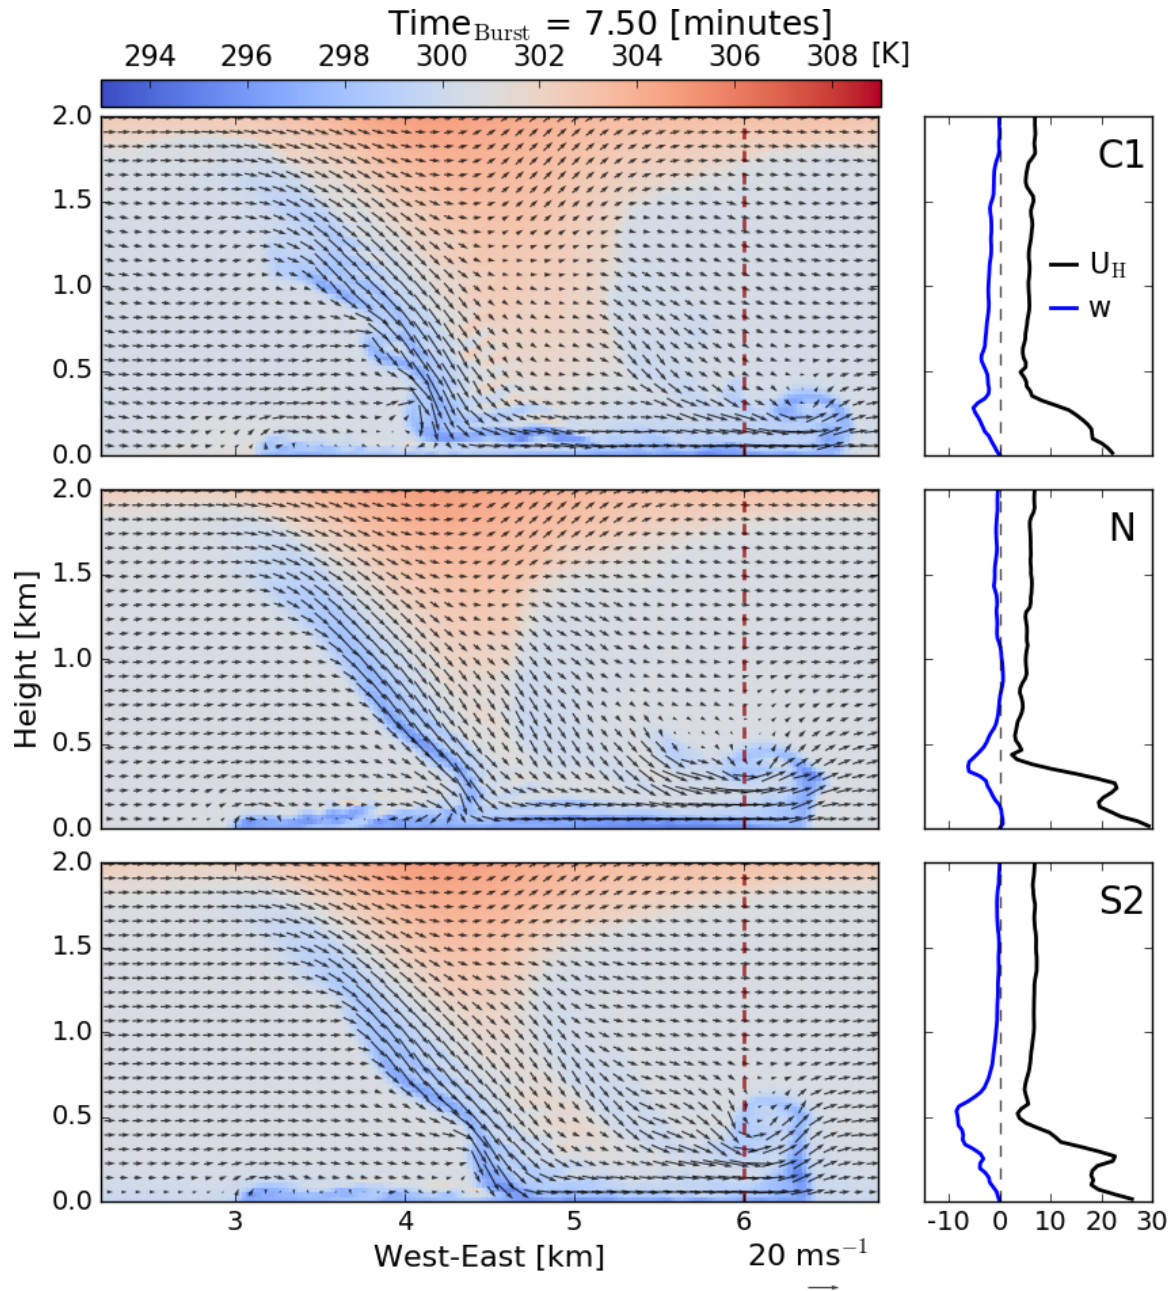 Time_Burst = 7.50 [minutes]
294 296 298 300 302 304 306 308 [K]
2.0
1.5
1.0
0.5
0.0
C1
U_H
w
2.0
1.5
1.0
0.5
0.0
N
Height [km]
2.0
1.5
1.0
0.5
0.0
S2
3 4 5 6
-10 0 10 20 30
West-East [km]
20 ms⁻¹